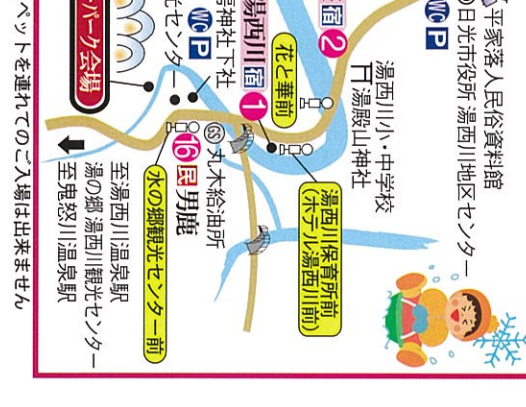 平家落人民俗資料館
日光市役所 湯西川地区センター
WC P
湯西川小・中学校
湯殿山神社
宿 2
湯西川保育所前
(ホテル湯西川前)
花と華前
湯西川 宿 1
神社下社
WC P
光センター
GS 丸木給油所
16 民 男鹿
水の郷観光センター前
パーク会場
至湯西川温泉駅
湯の郷 湯西川観光センター
至鬼怒川温泉駅
ペットを連れてのご入場は出来ません